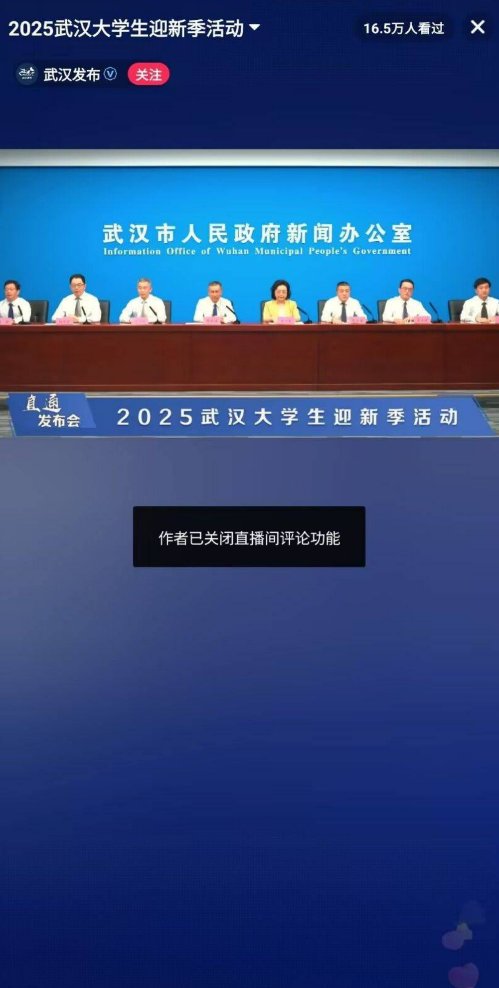 2025武汉大学生迎新季活动
16.5万人看过
武汉发布
关注
武汉市人民政府新闻办公室
Information Office of Wuhan Municipal People's Government
直通
发布会
2025武汉大学生迎新季活动
作者已关闭直播间评论功能